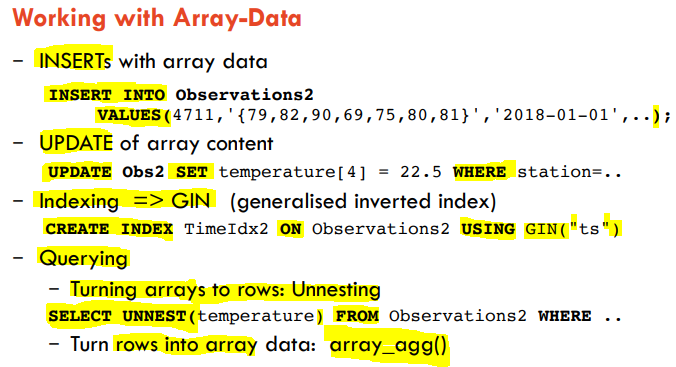 Working with Array-Data
– INSERTs with array data
INSERT INTO Observations2
VALUES(4711,'{79,82,90,69,75,80,81}','2018-01-01',..);
– UPDATE of array content
UPDATE Obs2 SET temperature[4] = 22.5 WHERE station=..
– Indexing => GIN (generalised inverted index)
CREATE INDEX TimeIdx2 ON Observations2 USING GIN("ts")
– Querying
– Turning arrays to rows: Unnesting
SELECT UNNEST(temperature) FROM Observations2 WHERE ..
– Turn rows into array data: array_agg()